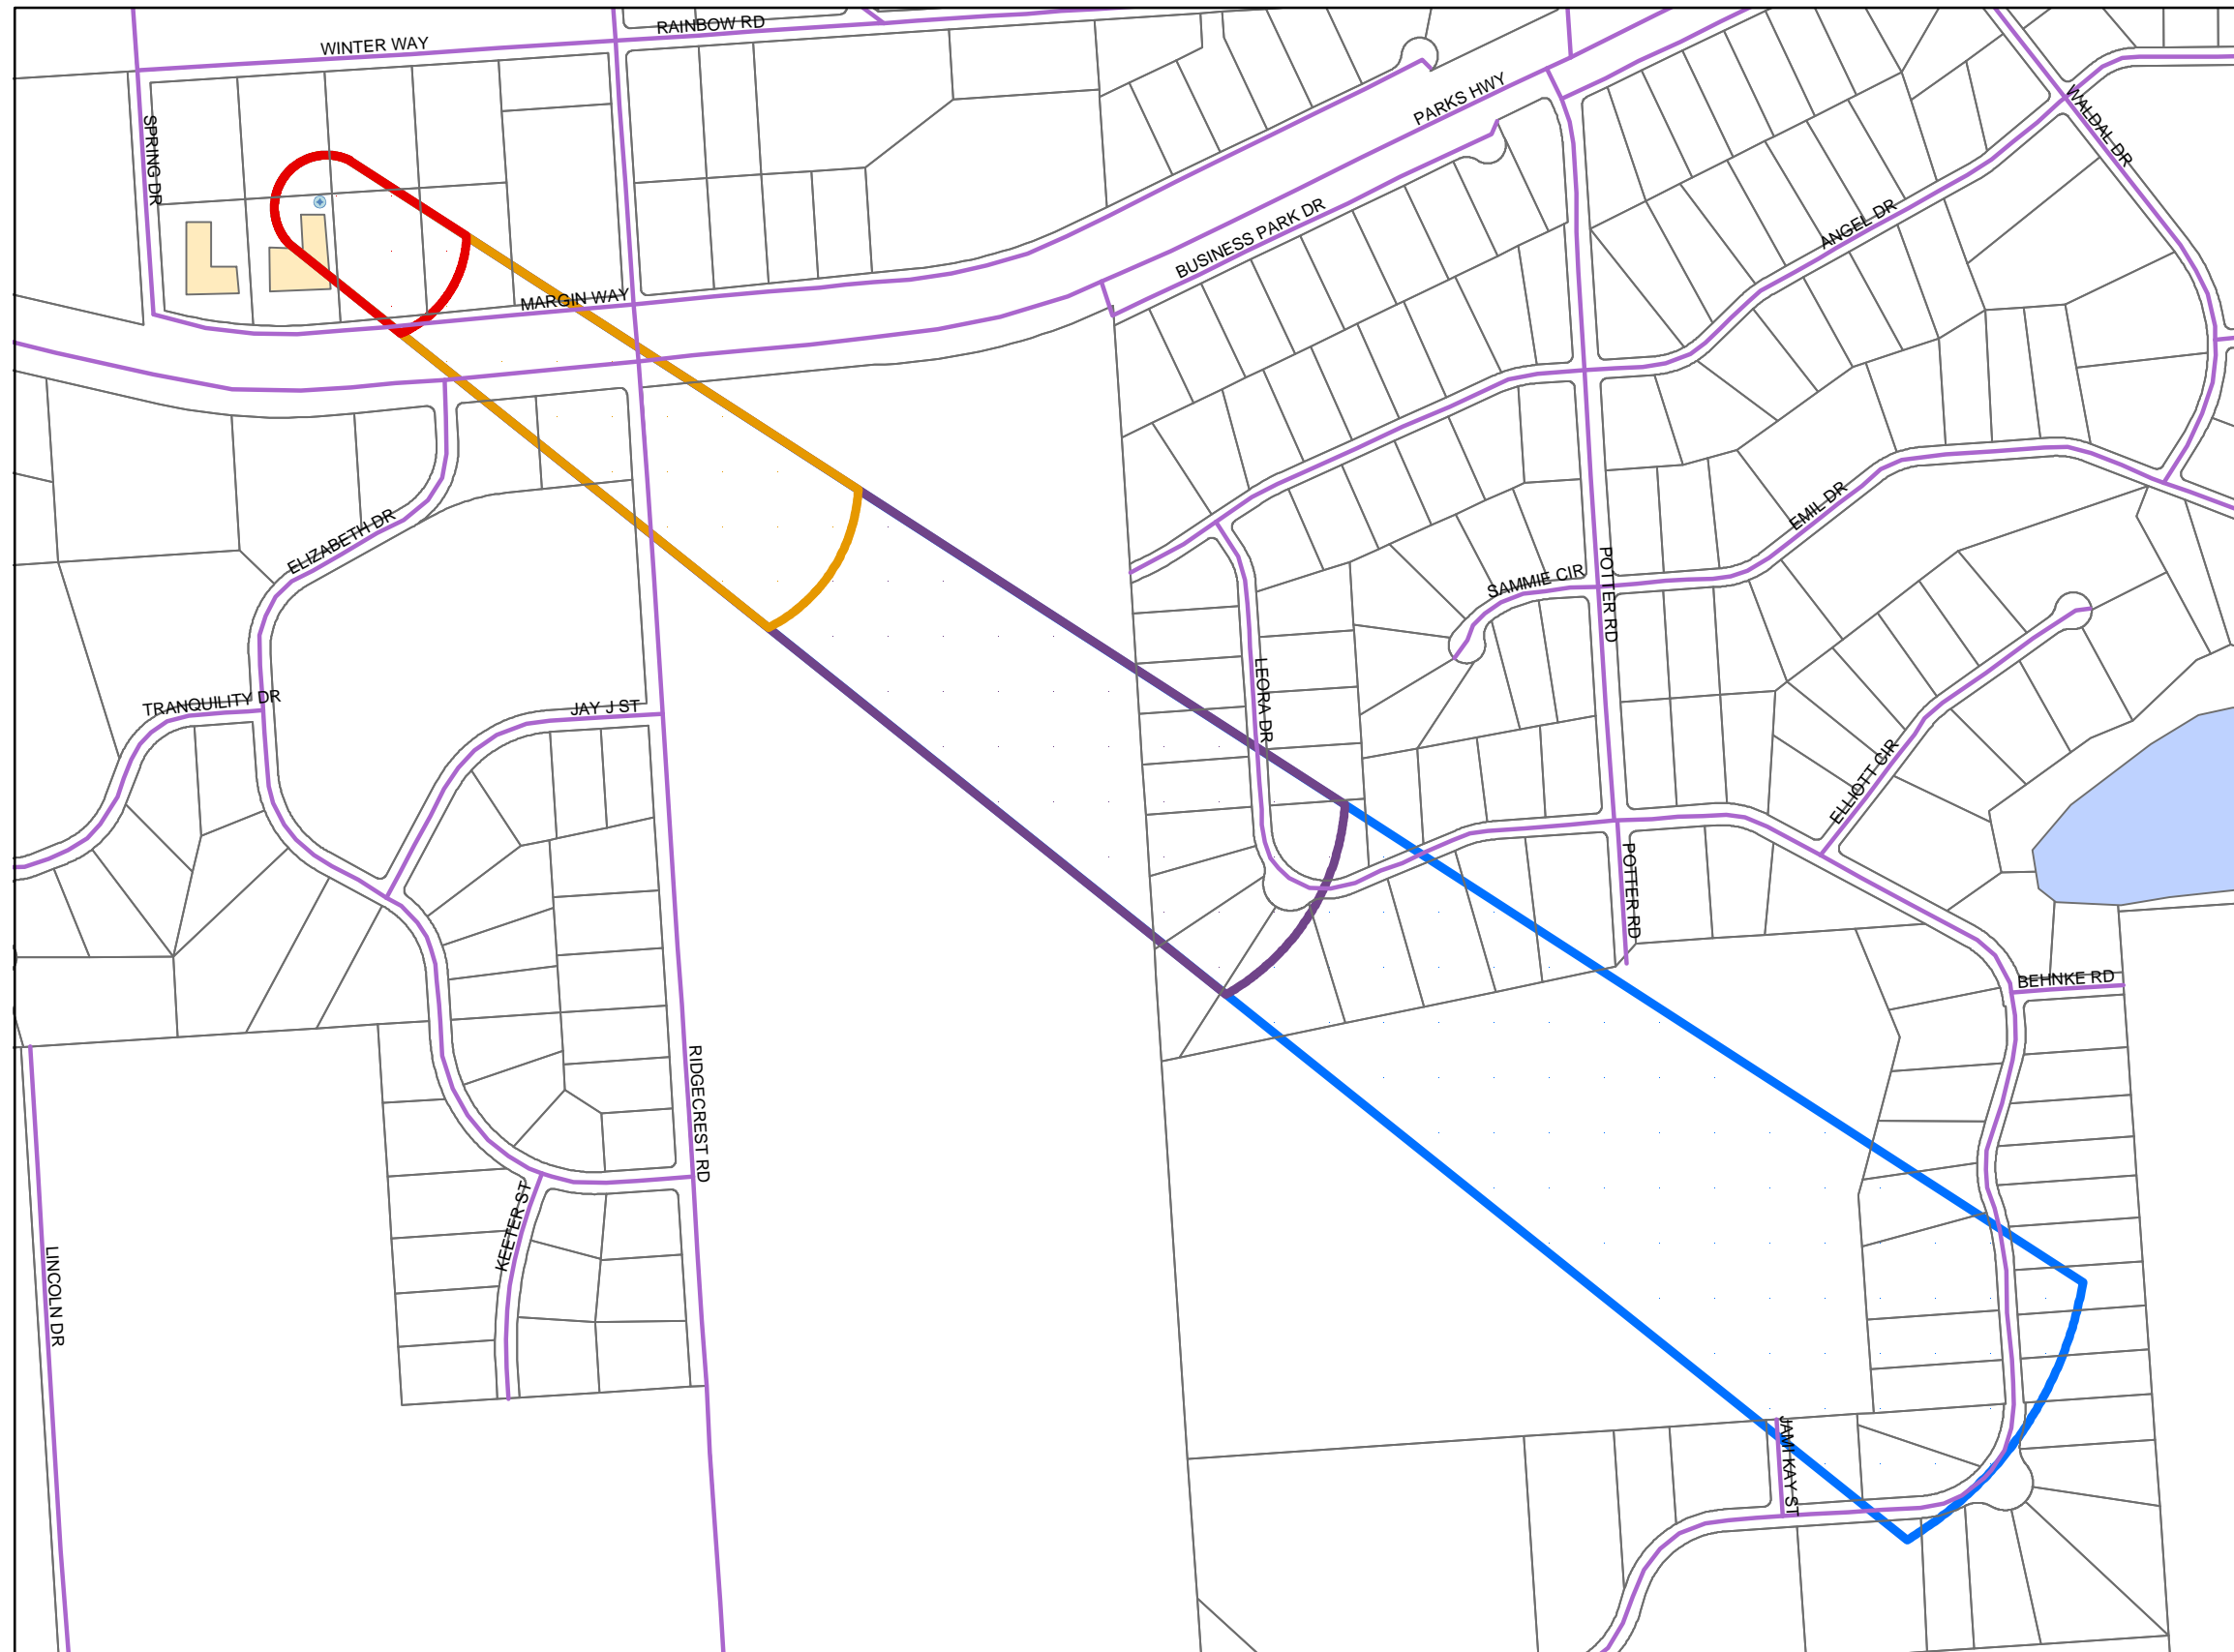 RAINBOW RD
WINTER WAY
PARKS HWY
SPRING DR
WALDAL DR
BUSINESS PARK DR
ANGEL DR
MARGIN WAY
EMIL DR
ELIZABETH DR
SAMMIE CIR
POTTER RD
LEORA DR
TRANQUILITY DR
JAY J ST
ELLIOTT CIR
POTTER RD
BEHNKE RD
RIDGECREST RD
KEETER ST
LINCOLN DR
JAMI KAY ST